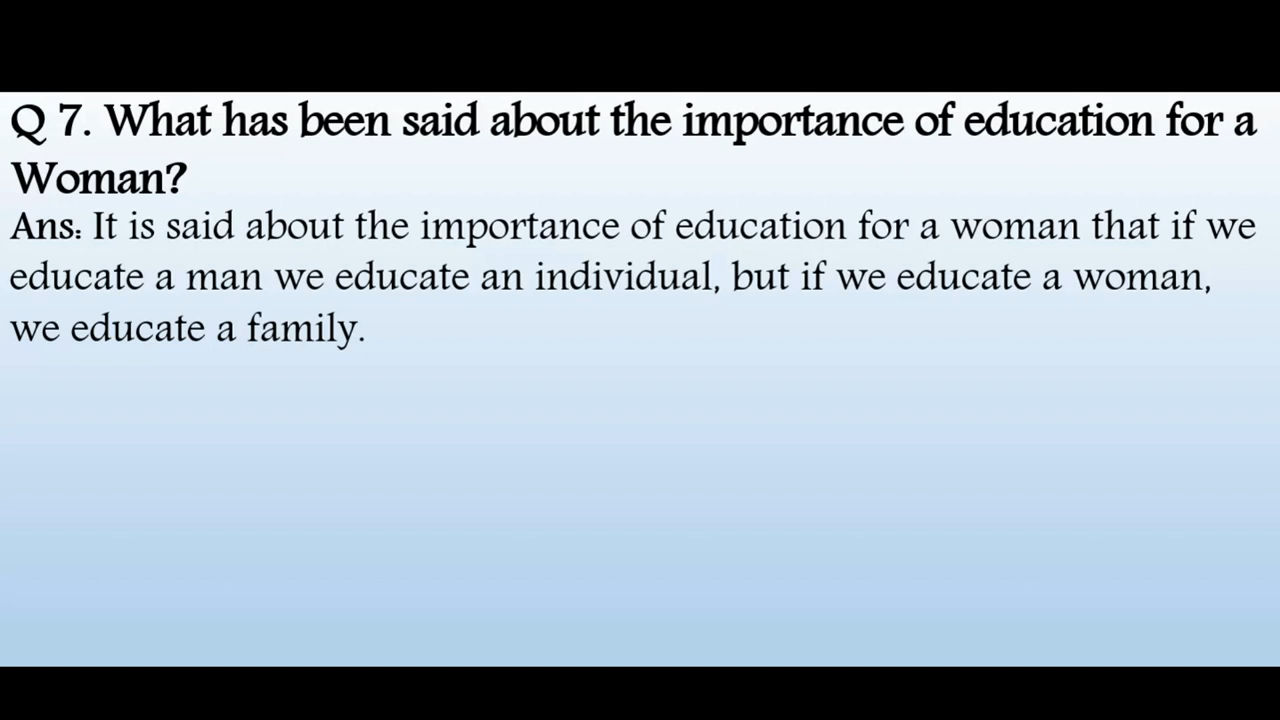 Q 7. What has been said about the importance of education for a
Woman?
Ans: It is said about the importance of education for a woman that if we
educate a man we educate an individual, but if we educate a woman,
we educate a family.